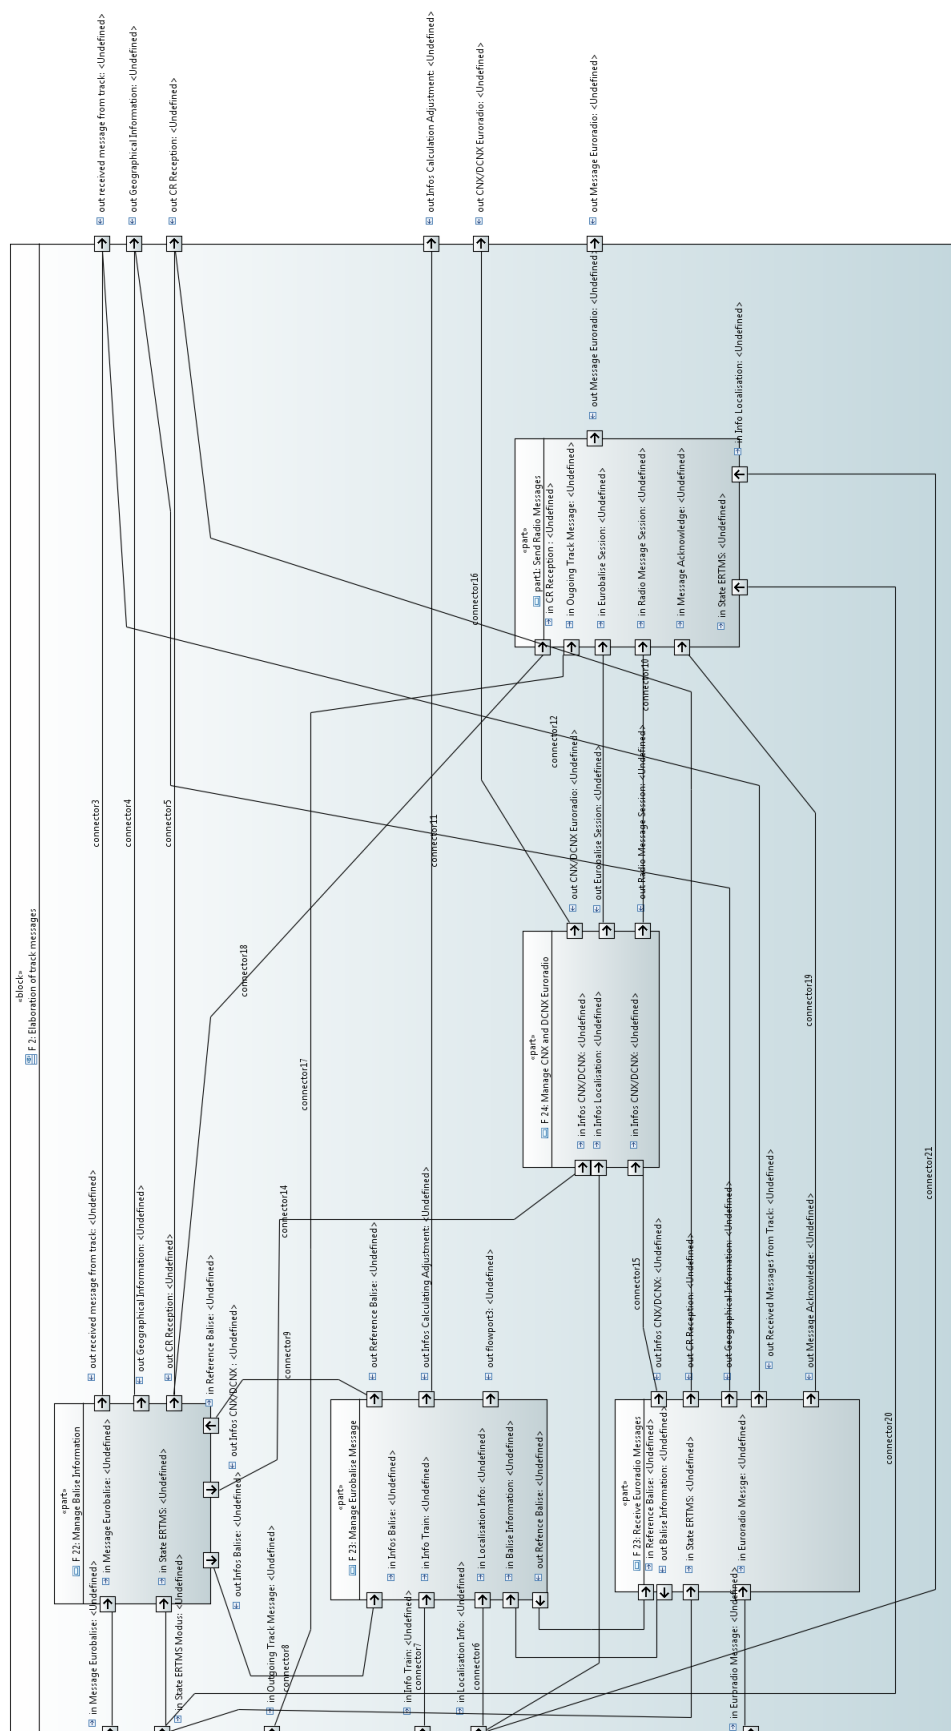 «block»
F 2: Elaboration of track messages
out received message from track: <Undefined>
out Geographical Information: <Undefined>
out CR Reception: <Undefined>
out Infos Calculation Adjustment: <Undefined>
out CNX/DCNX Euroradio: <Undefined>
out Message Euroradio: <Undefined>
out Message Euroradio: <Undefined>
in Info Localisation: <Undefined>
«part»
part1: Send Radio Messages
in CR Reception : <Undefined>
in Outgoing Track Message: <Undefined>
in Eurobalise Session: <Undefined>
in Radio Message Session: <Undefined>
in Message Acknowledge: <Undefined>
in State ERTMS: <Undefined>
connector16
connector10
connector12
connector3
connector4
connector5
connector11
out CNX/DCNX Euroradio: <Undefined>
out Eurobalise Session: <Undefined>
out Radio Message Session: <Undefined>
connector18
connector17
connector19
connector21
«part»
F 24: Manage CNX and DCNX Euroradio
in Infos CNX/DCNX: <Undefined>
in Infos Localisation: <Undefined>
in Infos CNX/DCNX: <Undefined>
connector14
connector9
connector15
connector20
out received message from track: <Undefined>
out Geographical Information: <Undefined>
out CR Reception: <Undefined>
in Reference Balise: <Undefined>
out Infos CNX/DCNX : <Undefined>
out Infos Balise: <Undefined>
«part»
F 22: Manage Balise Information
in Message Eurobalise: <Undefined>
in State ERTMS: <Undefined>
out Reference Balise: <Undefined>
out Infos Calculating Adjustment: <Undefined>
out flowport3: <Undefined>
«part»
F 23: Manage Eurobalise Message
in Infos Balise: <Undefined>
in Info Train: <Undefined>
in Localisation Info: <Undefined>
in Balise Information: <Undefined>
out Refence Balise: <Undefined>
out Infos CNX/DCNX: <Undefined>
out CR Reception: <Undefined>
out Geographical Information: <Undefined>
out Received Messages from Track: <Undefined>
out Message Acknowledge: <Undefined>
«part»
F 23: Receive Euroradio Messages
in Reference Balise: <Undefined>
out Balise Information: <Undefined>
in State ERTMS: <Undefined>
in Euroradio Messge: <Undefined>
in Message Eurobalise: <Undefined>
in State ERTMS Modus: <Undefined>
in Outgoing Track Message: <Undefined>
connector8
in Info Train: <Undefined>
connector7
in Localisation Info: <Undefined>
connector6
in Euroradio Message: <Undefined>